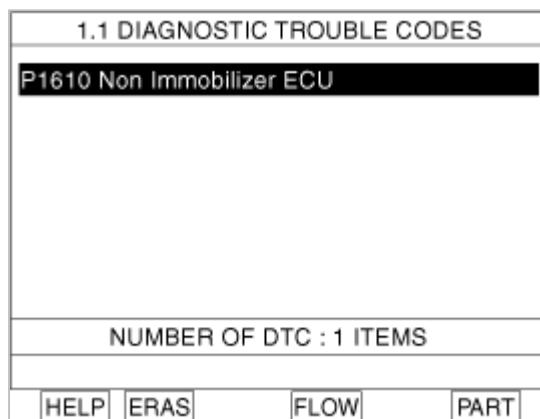 1.1 DIAGNOSTIC TROUBLE CODES
P1610 Non Immobilizer ECU
NUMBER OF DTC : 1 ITEMS
HELP ERAS FLOW PART